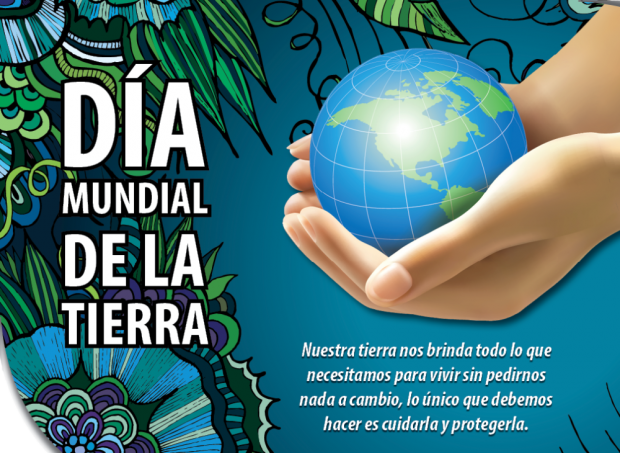 DÍA
MUNDIAL
DE LA
TIERRA
Nuestra tierra nos brinda todo lo que
necesitamos para vivir sin pedirnos
nada a cambio, lo único que debemos
hacer es cuidarla y protegerla.